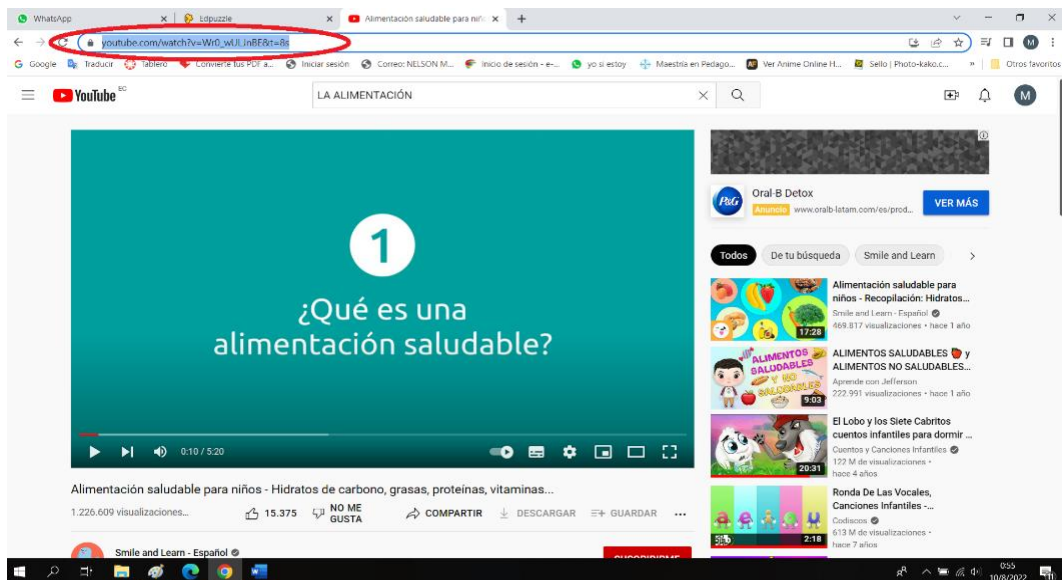 WhatsApp
Edpuzzle
Alimentación saludable para niñ
youtube.com/watch?v=Wr0_wULInBE&t=8s
Google
Traducir
Tablero
Convierte tus PDF a...
Iniciar sesión
Correo: NELSON M...
Inicio de sesión - e-...
yo si estoy
Maestría en Pedago...
Ver Anime Online H...
Sello | Photo-kako.c...
»
Otros favoritos
YouTube EC
LA ALIMENTACIÓN
M
1
¿Qué es una
alimentación saludable?
0:10 / 5:20
Alimentación saludable para niños - Hidratos de carbono, grasas, proteínas, vitaminas...
1.226.609 visualizaciones...
15.375
NO ME
GUSTA
COMPARTIR
DESCARGAR
GUARDAR
...
Smile and Learn - Español
SUSCRIBIRME
P&G
Oral-B Detox
Anuncio www.oralb-latam.com/es/prod...
VER MÁS
Todos
De tu búsqueda
Smile and Learn
Alimentación saludable para
niños - Recopilación: Hidratos...
Smile and Learn - Español
469.817 visualizaciones • hace 1 año
17:28
ALIMENTOS
SALUDABLES
Y NO
SALUDABLES
9:03
ALIMENTOS SALUDABLES y
ALIMENTOS NO SALUDABLES...
Aprende con Jefferson
222.991 visualizaciones • hace 1 año
20:31
El Lobo y los Siete Cabritos
cuentos infantiles para dormir ...
Cuentos y Canciones Infantiles
122 M de visualizaciones •
hace 4 años
a e i o u
2:18
Ronda De Las Vocales,
Canciones Infantiles -...
Codiscos
613 M de visualizaciones •
hace 7 años
0:55
10/8/2022